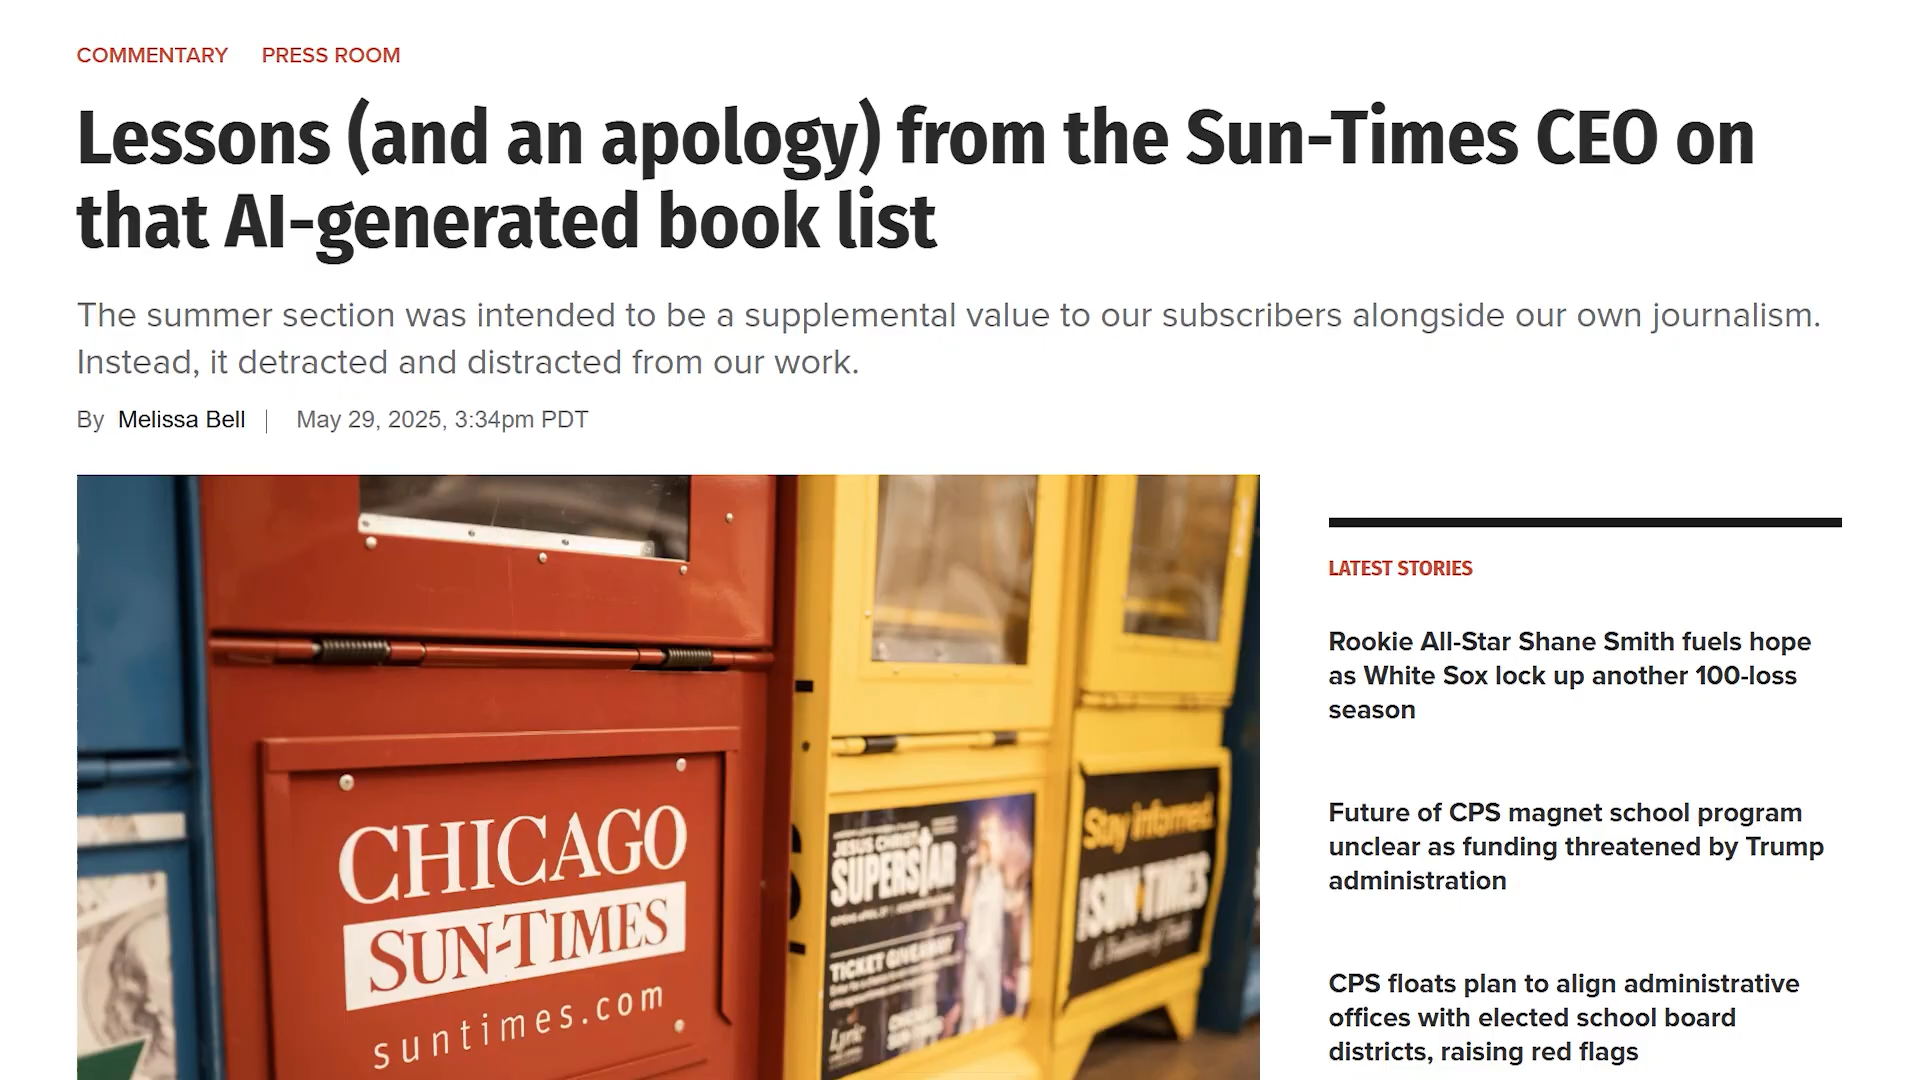 COMMENTARY PRESS ROOM
Lessons (and an apology) from the Sun-Times CEO on
that AI-generated book list
The summer section was intended to be a supplemental value to our subscribers alongside our own journalism.
Instead, it detracted and distracted from our work.
By Melissa Bell | May 29, 2025, 3:34pm PDT
CHICAGO
SUN-TIMES
suntimes.com
JESUS CHRIST
SUPERSTAR
TICKET GIVEAWAY
Lyric
Stay informed.
SUN-TIMES
LATEST STORIES
Rookie All-Star Shane Smith fuels hope
as White Sox lock up another 100-loss
season
Future of CPS magnet school program
unclear as funding threatened by Trump
administration
CPS floats plan to align administrative
offices with elected school board
districts, raising red flags